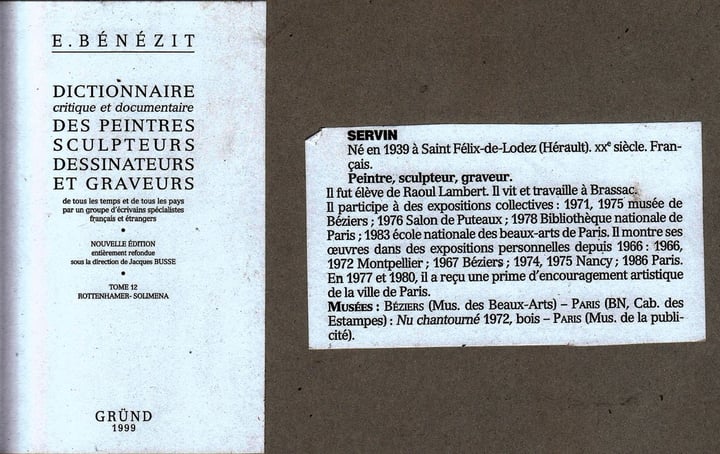 E. BÉNÉZIT
DICTIONNAIRE
critique et documentaire
DES PEINTRES
SCULPTEURS
DESSINATEURS
ET GRAVEURS
de tous les temps et de tous les pays
par un groupe d'écrivains spécialistes
français et étrangers
•
NOUVELLE ÉDITION
entièrement refondue
sous la direction de Jacques BUSSE
•
TOME 12
ROTTENHAMER- SOLIMENA
GRÜND
1999
SERVIN
Né en 1939 à Saint Félix-de-Lodez (Hérault). XXe siècle. Fran-
çais.
Peintre, sculpteur, graveur.
Il fut élève de Raoul Lambert. Il vit et travaille à Brassac.
Il participe à des expositions collectives : 1971, 1975 musée de
Béziers ; 1976 Salon de Puteaux ; 1978 Bibliothèque nationale de
Paris ; 1983 école nationale des beaux-arts de Paris. Il montre ses
œuvres dans des expositions personnelles depuis 1966 : 1966,
1972 Montpellier ; 1967 Béziers ; 1974, 1975 Nancy ; 1986 Paris.
En 1977 et 1980, il a reçu une prime d'encouragement artistique
de la ville de Paris.
MUSÉES : BÉZIERS (Mus. des Beaux-Arts) – PARIS (BN, Cab. des
Estampes) : Nu chantourné 1972, bois – PARIS (Mus. de la publi-
cité).